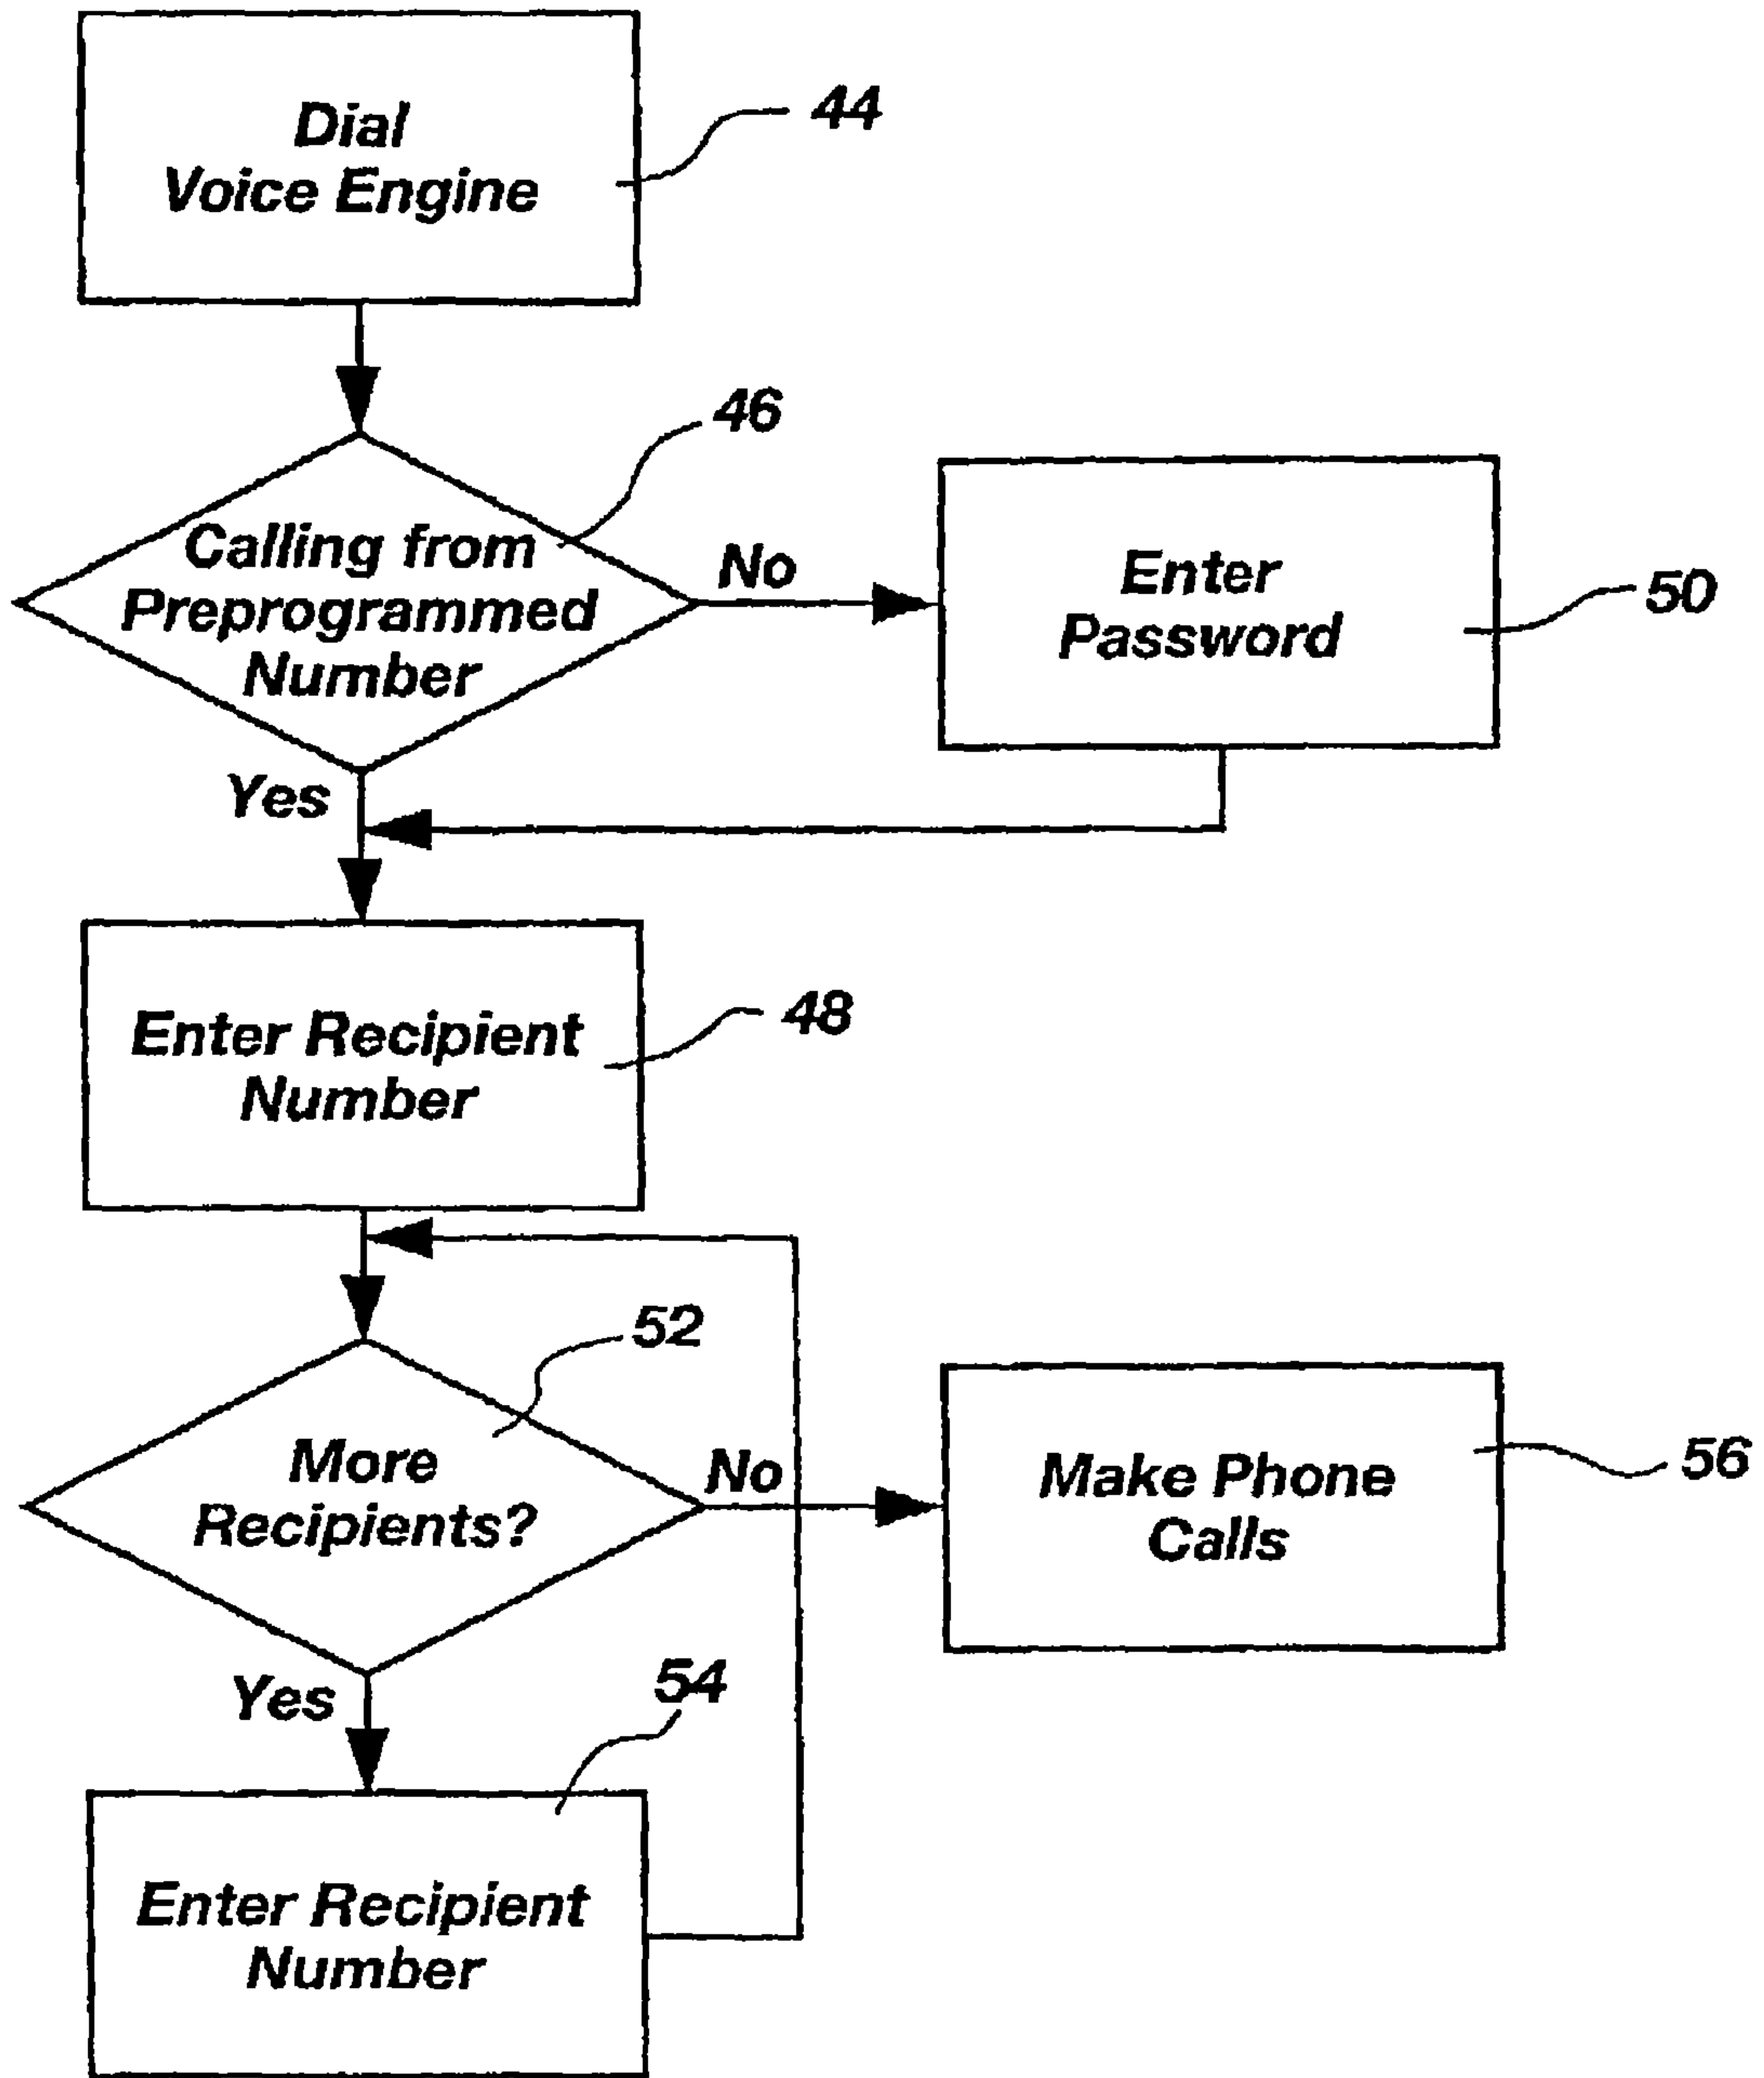 Dial
Voice Engine
44
46
Calling from
Preprogrammed
Number
No
Enter
Password
50
Yes
Enter Recipient
Number
48
52
More
Recipients?
No
Make Phone
Calls
56
Yes
54
Enter Recipient
Number